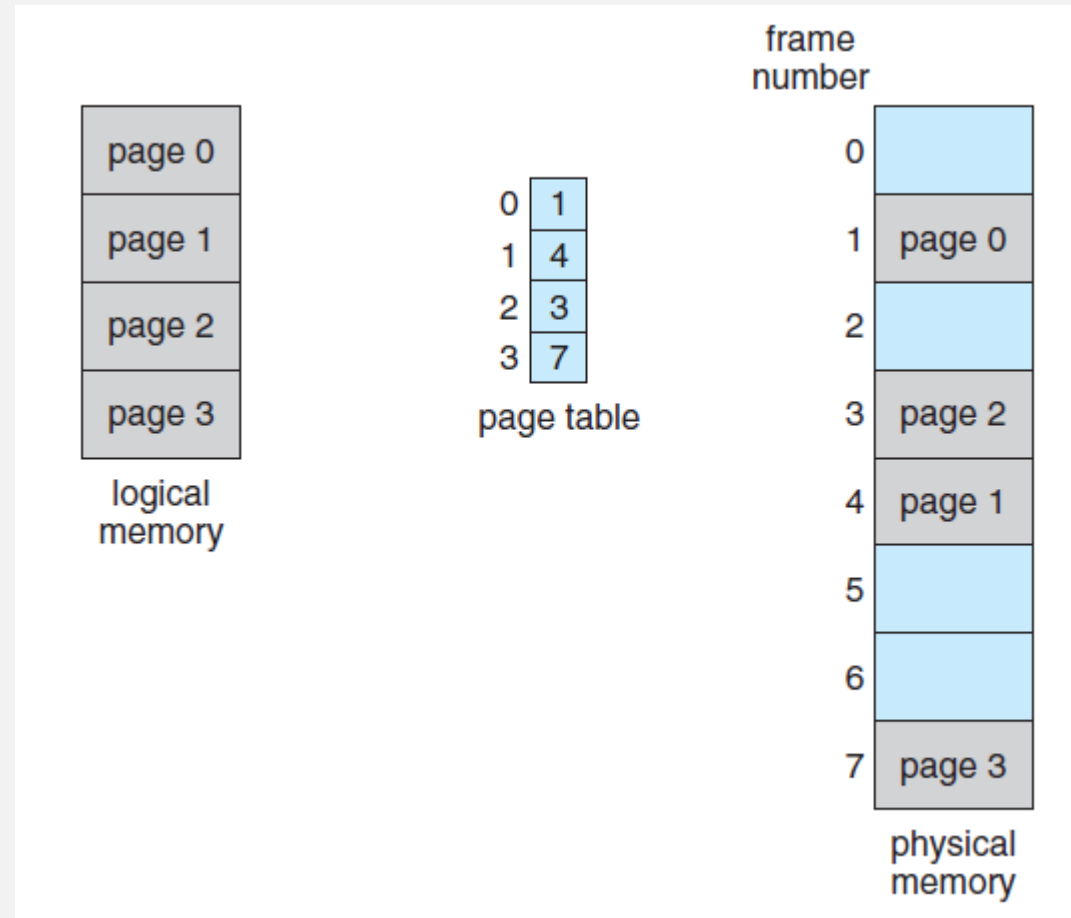 page 0
page 1
page 2
page 3
logical
memory
0 1
1 4
2 3
3 7
page table
frame
number
0
1 page 0
2
3 page 2
4 page 1
5
6
7 page 3
physical
memory